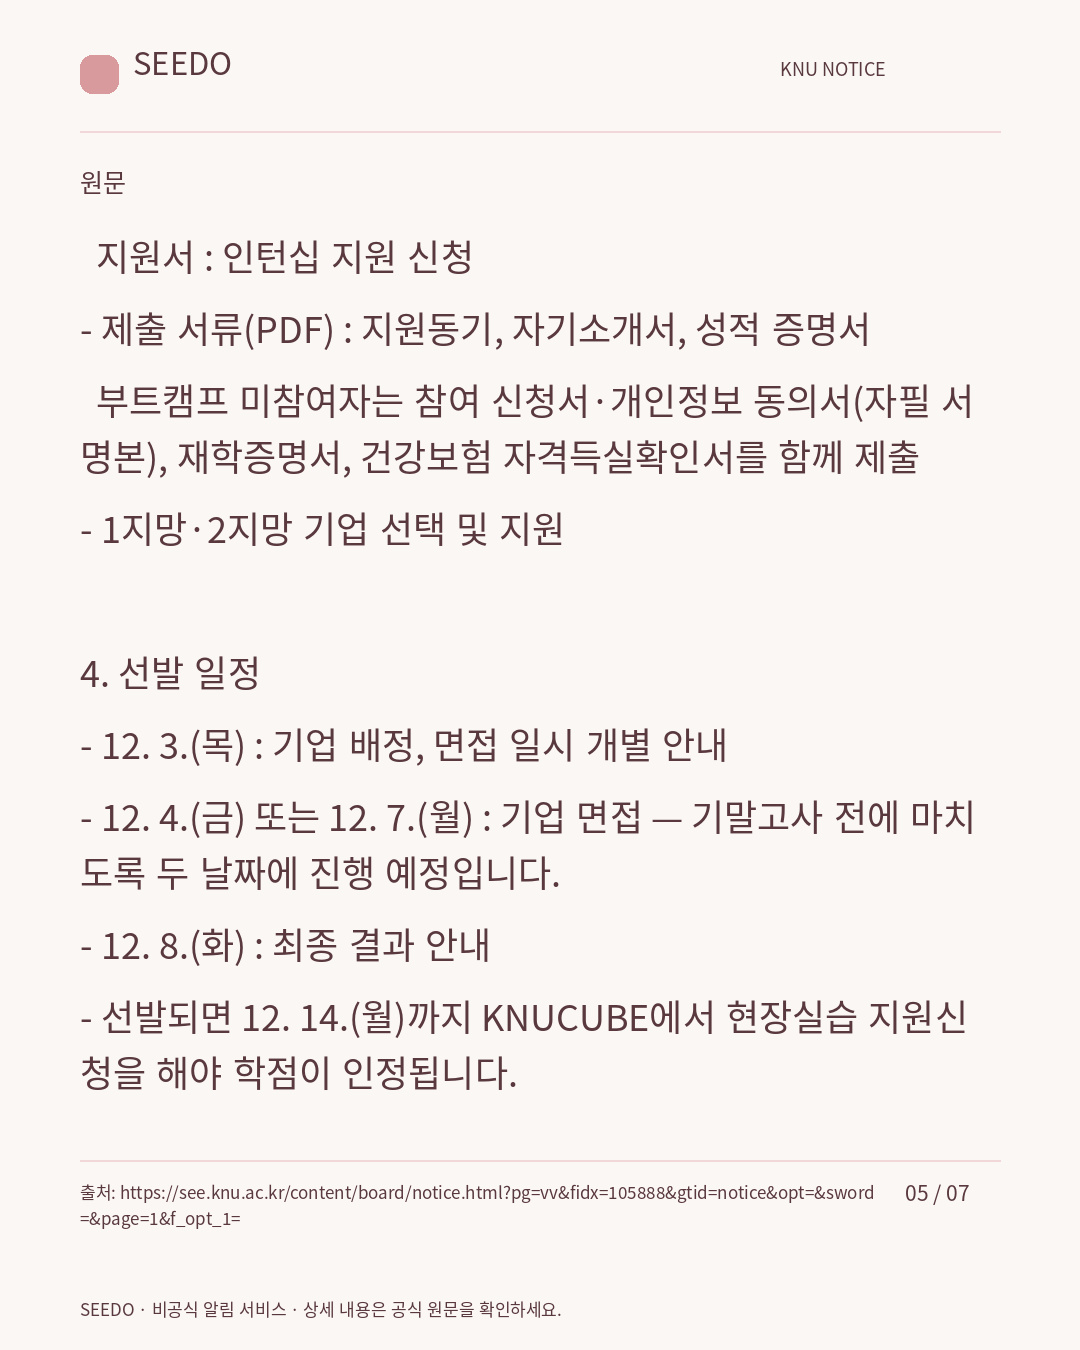 SEEDO
KNU NOTICE
원문
지원서 : 인턴십 지원 신청
- 제출 서류(PDF) : 지원동기, 자기소개서, 성적 증명서
부트캠프 미참여자는 참여 신청서·개인정보 동의서(자필 서
명본), 재학증명서, 건강보험 자격득실확인서를 함께 제출
- 1지망·2지망 기업 선택 및 지원
4. 선발 일정
- 12. 3.(목) : 기업 배정, 면접 일시 개별 안내
- 12. 4.(금) 또는 12. 7.(월) : 기업 면접 — 기말고사 전에 마치
도록 두 날짜에 진행 예정입니다.
- 12. 8.(화) : 최종 결과 안내
- 선발되면 12. 14.(월)까지 KNUCUBE에서 현장실습 지원신
청을 해야 학점이 인정됩니다.
출처: https://see.knu.ac.kr/content/board/notice.html?pg=vv&fidx=105888&gtid=notice&opt=&sword
=&page=1&f_opt_1=
05 / 07
SEEDO · 비공식 알림 서비스 · 상세 내용은 공식 원문을 확인하세요.